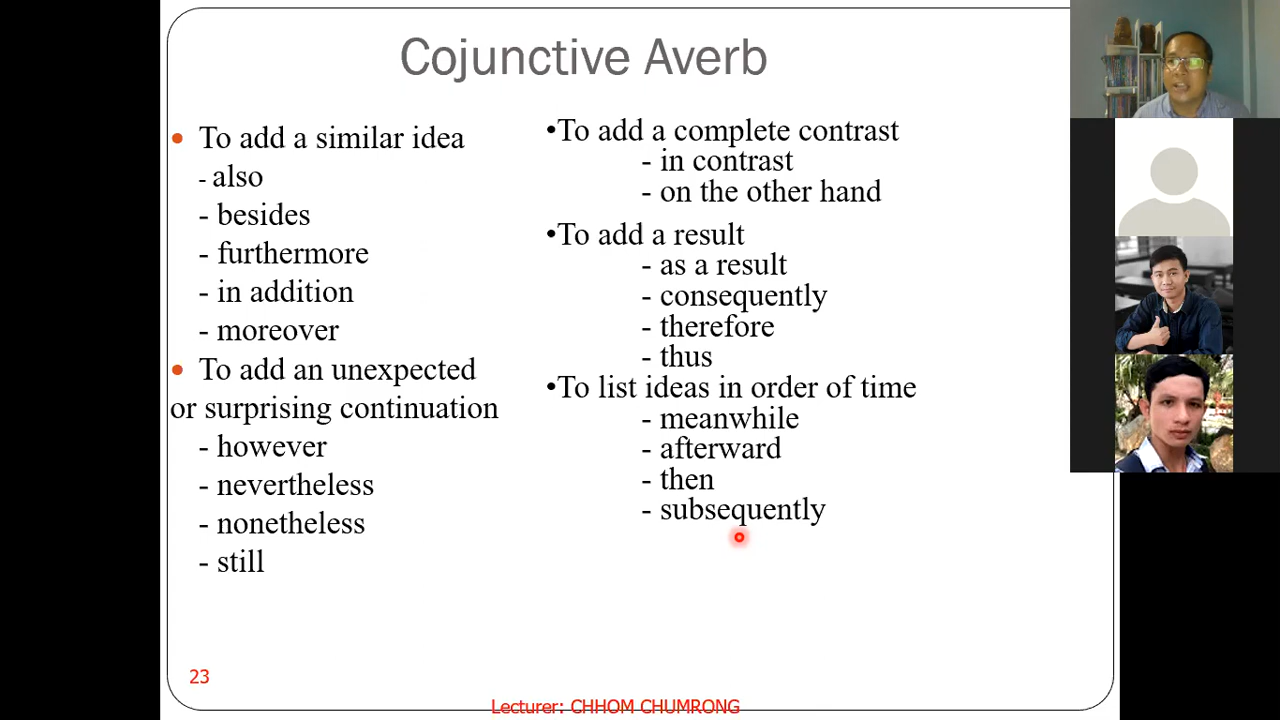 Cojunctive Averb
• To add a similar idea
- also
- besides
- furthermore
- in addition
- moreover
• To add an unexpected
or surprising continuation
- however
- nevertheless
- nonetheless
- still
•To add a complete contrast
- in contrast
- on the other hand
•To add a result
- as a result
- consequently
- therefore
- thus
•To list ideas in order of time
- meanwhile
- afterward
- then
- subsequently
23
Lecturer: CHHOM CHUMRONG